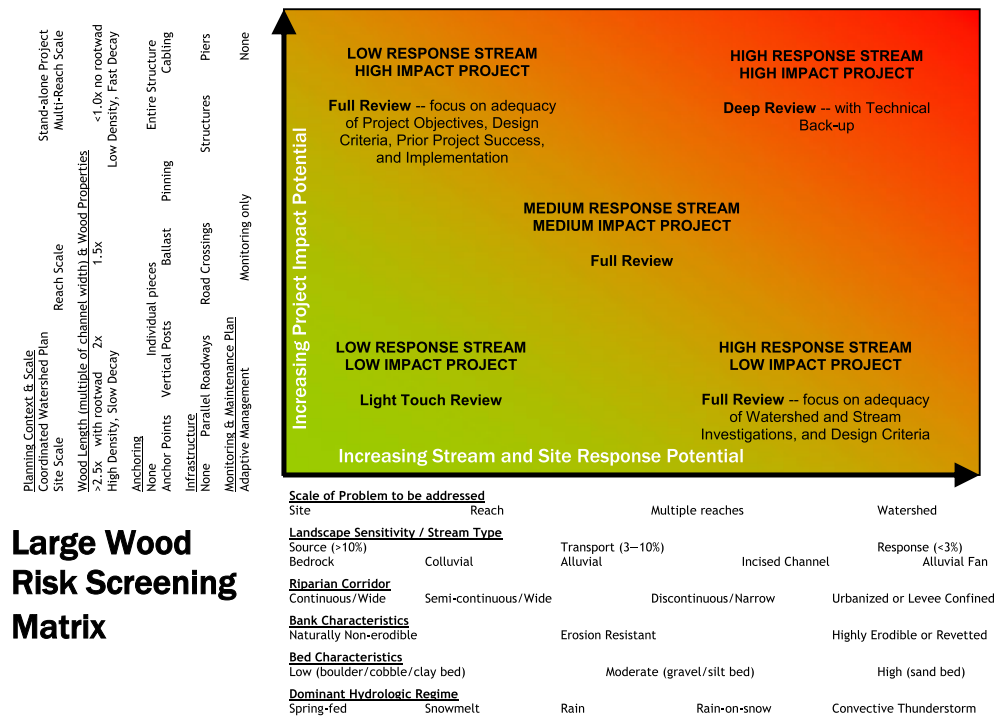 LOW RESPONSE STREAM
HIGH IMPACT PROJECT
Full Review -- focus on adequacy
of Project Objectives, Design
Criteria, Prior Project Success,
and Implementation
HIGH RESPONSE STREAM
HIGH IMPACT PROJECT
Deep Review -- with Technical
Back-up
MEDIUM RESPONSE STREAM
MEDIUM IMPACT PROJECT
Full Review
LOW RESPONSE STREAM
LOW IMPACT PROJECT
Light Touch Review
HIGH RESPONSE STREAM
LOW IMPACT PROJECT
Full Review -- focus on adequacy
of Watershed and Stream
Investigations, and Design Criteria
Increasing Project Impact Potential
Increasing Stream and Site Response Potential
Planning Context & Scale
Coordinated Watershed Plan Stand-alone Project
Site Scale Reach Scale Multi-Reach Scale
Wood Length (multiple of channel width) & Wood Properties
>2.5x with rootwad 2x 1.5x <1.0x no rootwad
High Density, Slow Decay Low Density, Fast Decay
Anchoring
None Individual pieces Entire Structure
Anchor Points Vertical Posts Ballast Pinning Cabling
Infrastructure
None Parallel Roadways Road Crossings Structures Piers
Monitoring & Maintenance Plan
Adaptive Management Monitoring only None
Large Wood
Risk Screening
Matrix
Scale of Problem to be addressed
Site Reach Multiple reaches Watershed
Landscape Sensitivity / Stream Type
Source (>10%) Transport (3—10%) Response (<3%)
Bedrock Colluvial Alluvial Incised Channel Alluvial Fan
Riparian Corridor
Continuous/Wide Semi-continuous/Wide Discontinuous/Narrow Urbanized or Levee Confined
Bank Characteristics
Naturally Non-erodible Erosion Resistant Highly Erodible or Revetted
Bed Characteristics
Low (boulder/cobble/clay bed) Moderate (gravel/silt bed) High (sand bed)
Dominant Hydrologic Regime
Spring-fed Snowmelt Rain Rain-on-snow Convective Thunderstorm